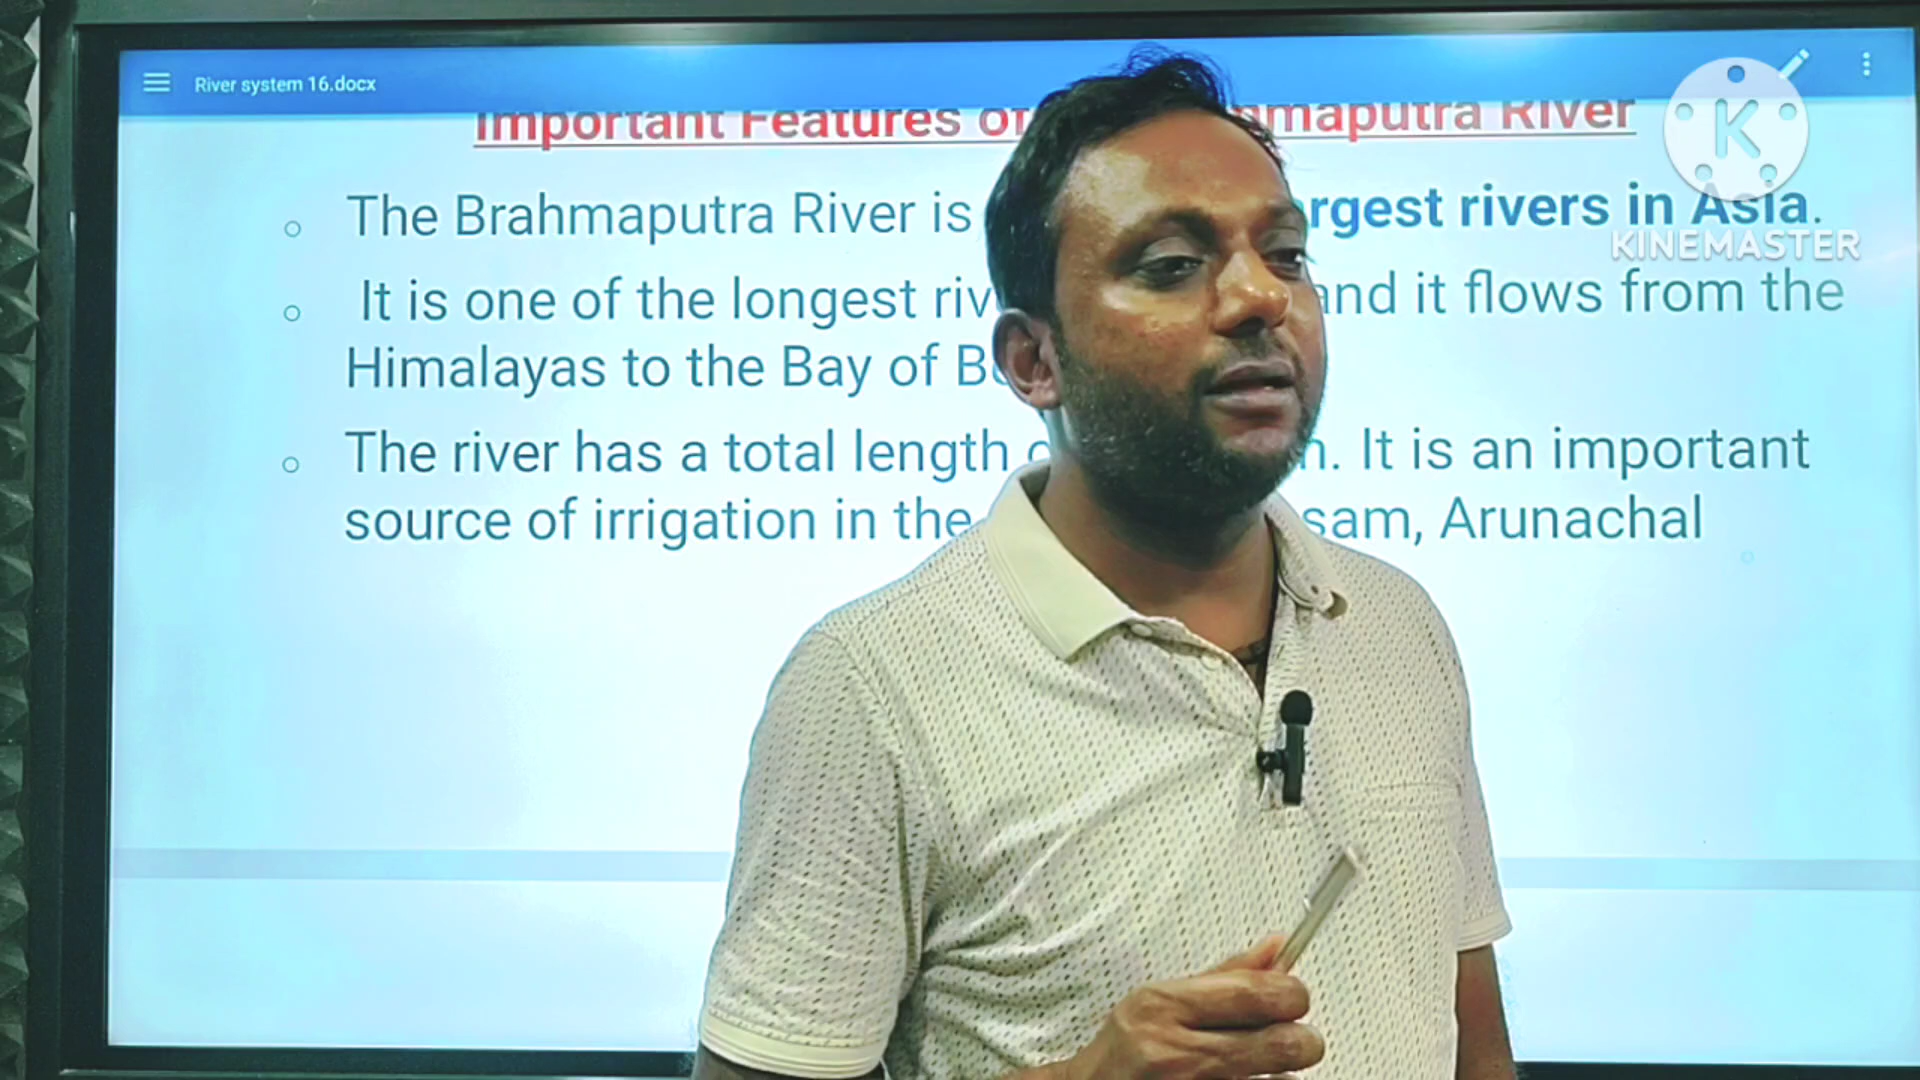 River system 16.docx
Important Features of
maputra River
The Brahmaputra River is
rgest rivers in Asia.
It is one of the longest riv
and it flows from the
Himalayas to the Bay of B
The river has a total length
. It is an important
source of irrigation in the
sam, Arunachal
K
KINEMASTER